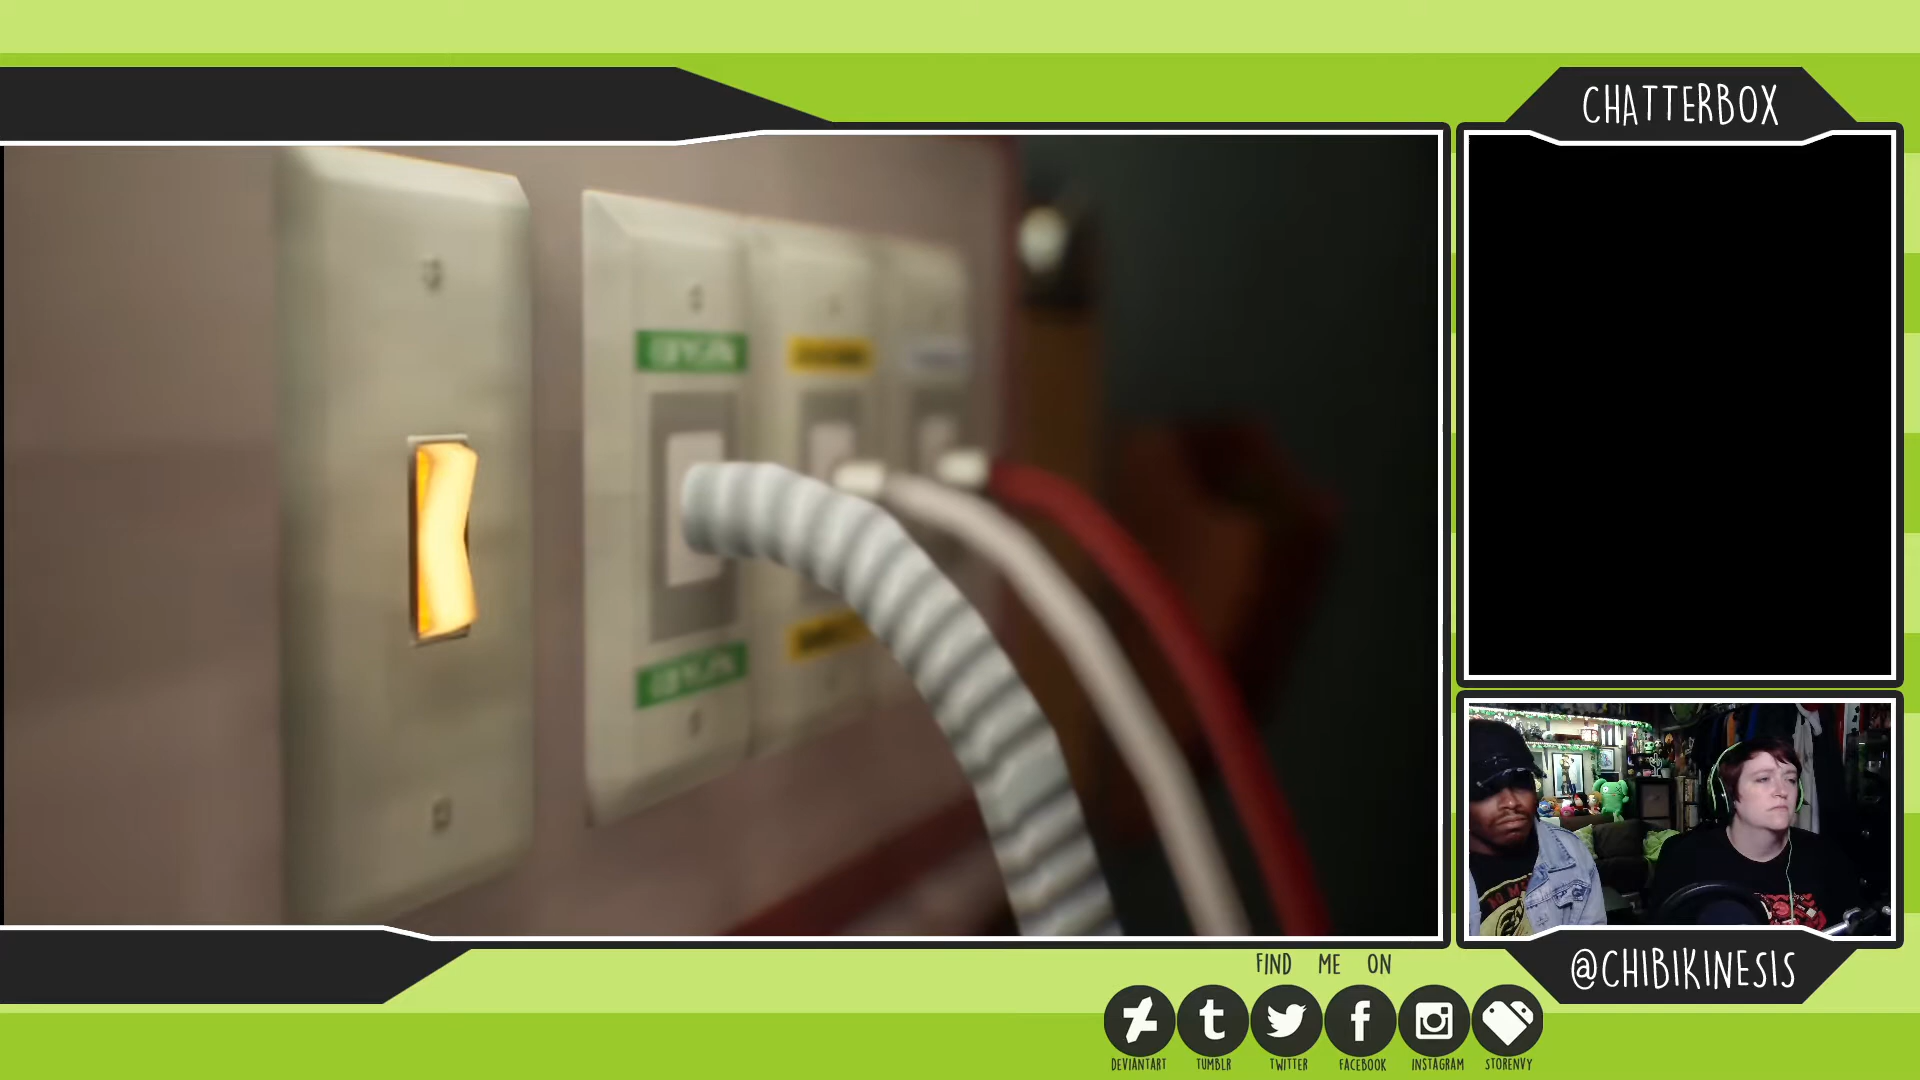 CHATTERBOX
@CHIBIKINESIS
FIND ME ON
DEVIANTART
TUMBLR
TWITTER
FACEBOOK
INSTAGRAM
STORENVY